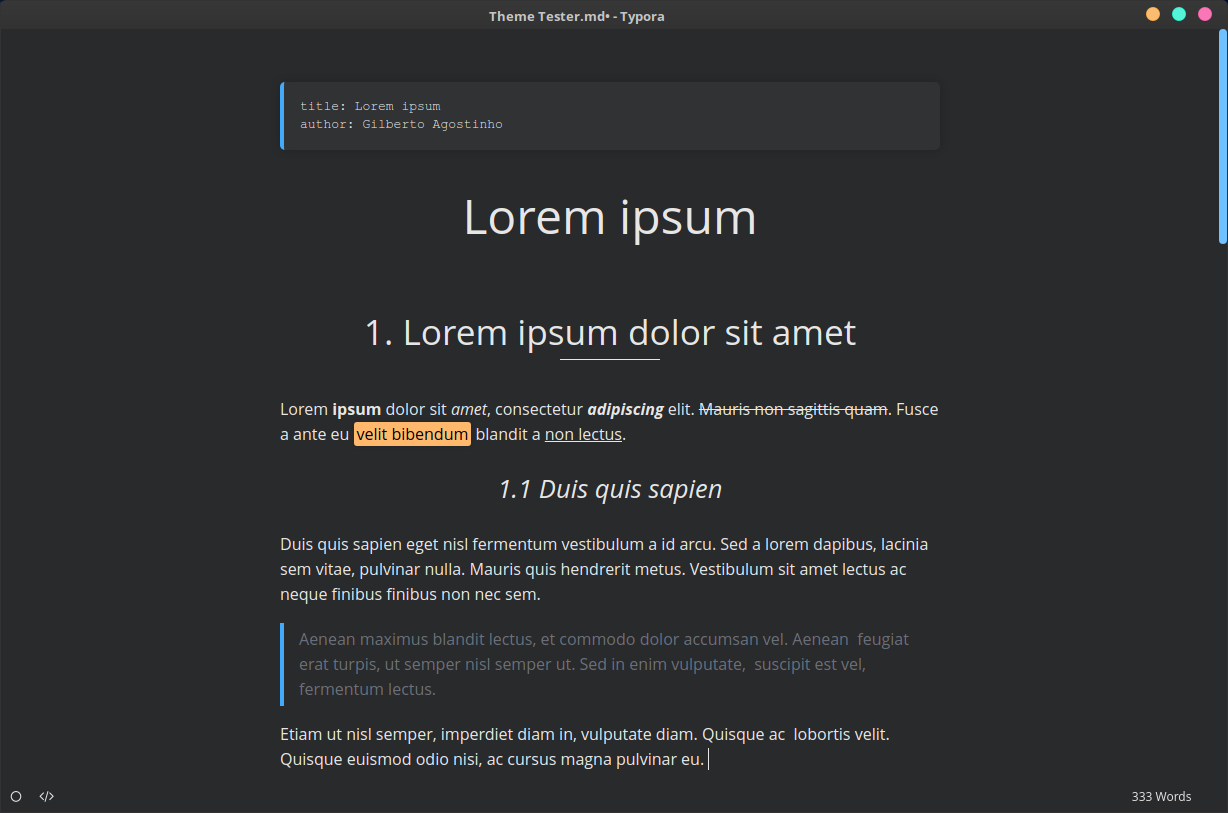 Theme Tester.md• - Typora
title: Lorem ipsum
author: Gilberto Agostinho
Lorem ipsum
1. Lorem ipsum dolor sit amet
Lorem ipsum dolor sit amet, consectetur adipiscing elit. Mauris non sagittis quam. Fusce
a ante eu velit bibendum blandit a non lectus.
1.1 Duis quis sapien
Duis quis sapien eget nisl fermentum vestibulum a id arcu. Sed a lorem dapibus, lacinia
sem vitae, pulvinar nulla. Mauris quis hendrerit metus. Vestibulum sit amet lectus ac
neque finibus finibus non nec sem.
Aenean maximus blandit lectus, et commodo dolor accumsan vel. Aenean  feugiat
erat turpis, ut semper nisl semper ut. Sed in enim vulputate,  suscipit est vel,
fermentum lectus.
Etiam ut nisl semper, imperdiet diam in, vulputate diam. Quisque ac  lobortis velit.
Quisque euismod odio nisi, ac cursus magna pulvinar eu.
</> 333 Words